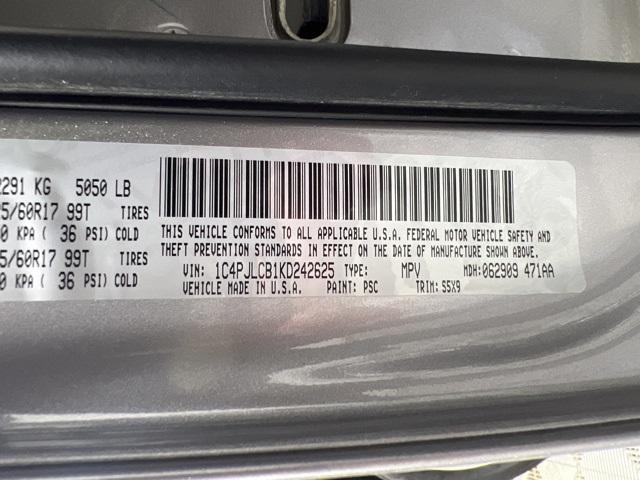 2291 KG 5050 LB
5/60R17 99T TIRES
0 KPA ( 36 PSI) COLD
5/60R17 99T TIRES
0 KPA ( 36 PSI) COLD
THIS VEHICLE CONFORMS TO ALL APPLICABLE U.S.A. FEDERAL MOTOR VEHICLE SAFETY AND
THEFT PREVENTION STANDARDS IN EFFECT ON THE DATE OF MANUFACTURE SHOWN ABOVE.
VIN: 1C4PJLCB1KD242625 TYPE: MPV MDH: 062909 471AA
VEHICLE MADE IN U.S.A. PAINT: PSC TRIM: S5X9